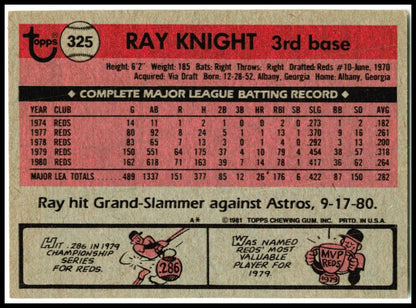 Topps
325
RAY KNIGHT 3rd base
Height: 6'2" Weight: 185 Bats: Right Throws: Right Drafted: Reds #10-June, 1970
Acquired: Via Draft Born: 12-28-52, Albany, Georgia Home: Albany, Georgia
COMPLETE MAJOR LEAGUE BATTING RECORD
YEAR CLUB G AB R H 2B 3B HR RBI SB SLG BB SO AVG
1974 REDS 14 11 1 2 1 0 0 2 0 .273 1 2 .182
1977 REDS 80 92 8 24 5 1 1 13 1 .370 9 16 .261
1978 REDS 83 65 7 13 3 0 1 4 0 .292 3 13 .200
1979 REDS 150 551 64 175 37 4 10 79 4 .454 38 57 .318
1980 REDS 162 618 71 163 39 7 14 78 1 .417 36 62 .264
MAJOR LEA. TOTALS 489 1337 151 377 85 12 26 176 6 87 150 .282
Ray hit Grand-Slammer against Astros, 9-17-80.
A* © 1981 TOPPS CHEWING GUM, INC. PRTD. IN U.S.A.
HIT .286 IN 1979
CHAMPIONSHIP
SERIES
FOR REDS.
.286
WAS NAMED
REDS' MOST
VALUABLE
PLAYER FOR
1979.
MVP
REDS
1979